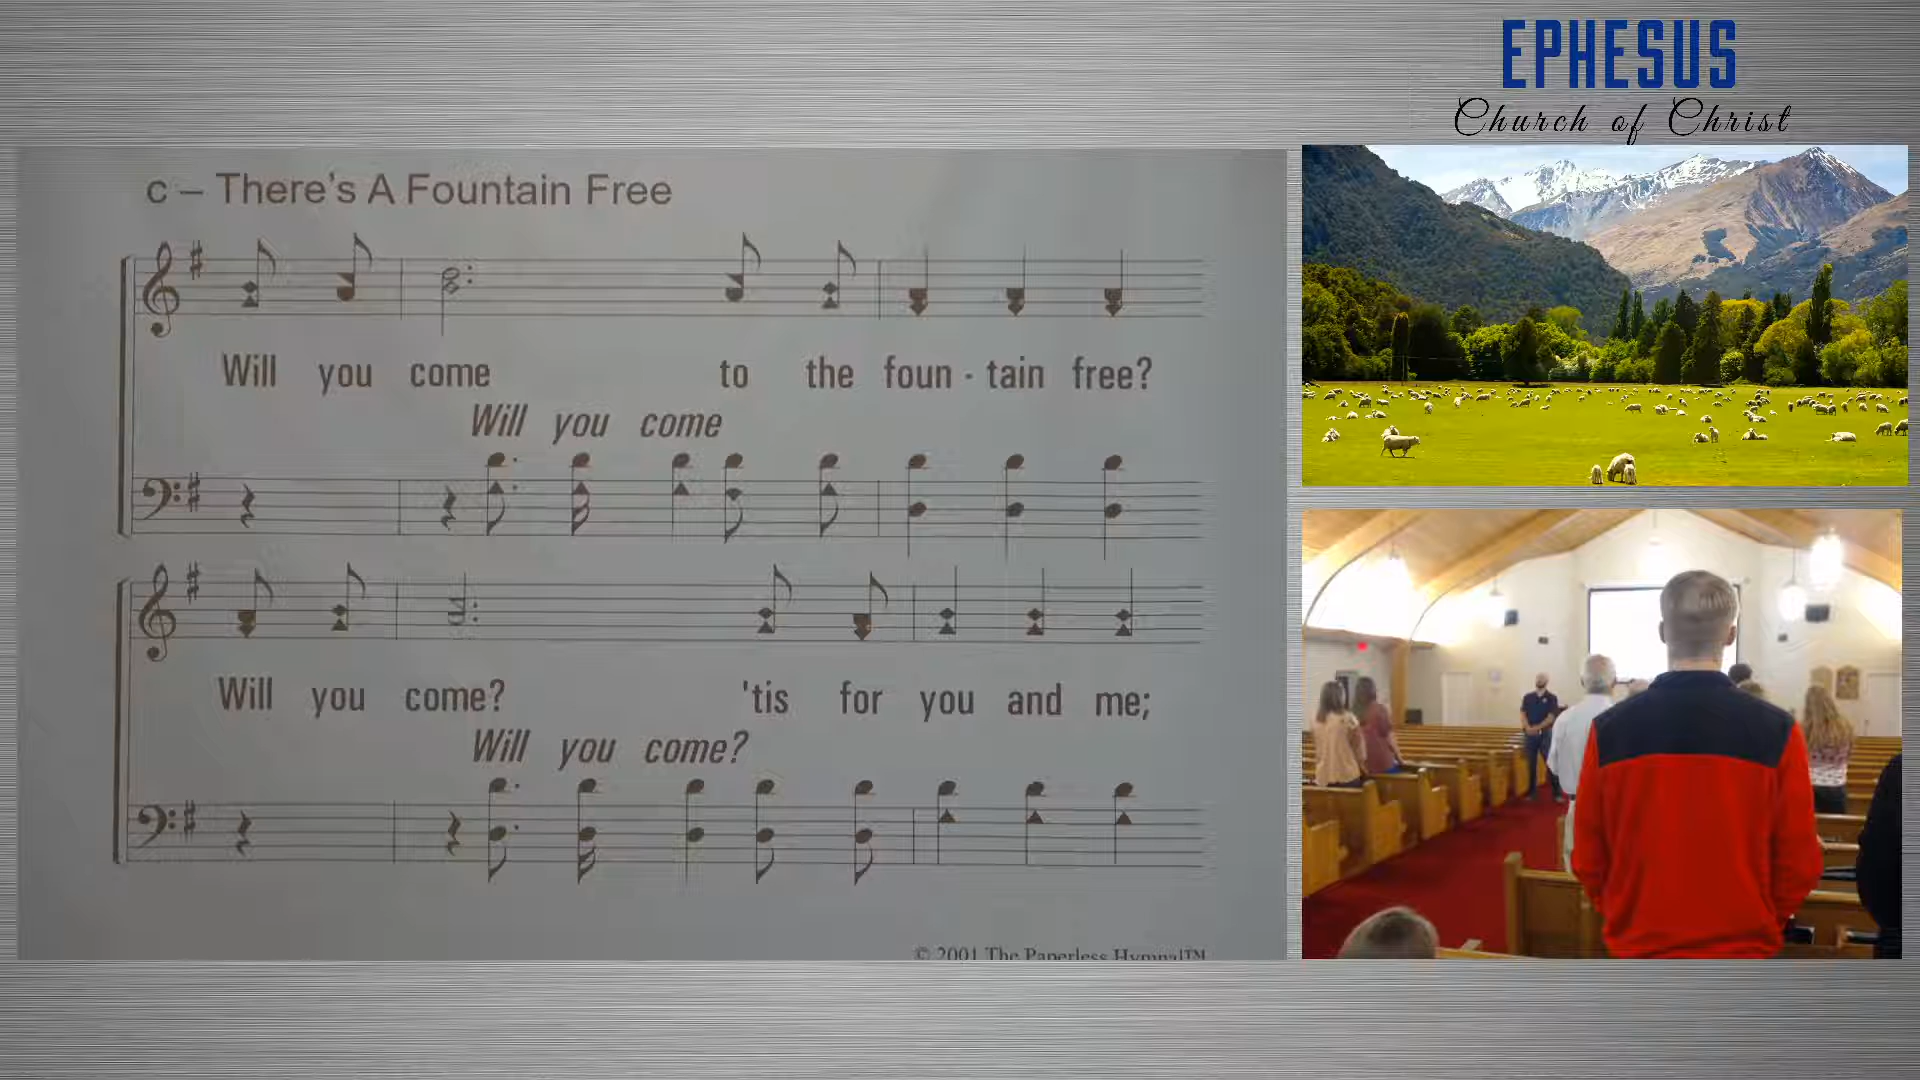 EPHESUS
Church of Christ
c – There's A Fountain Free
Will you come to the foun - tain free?
Will you come
Will you come? 'tis for you and me;
Will you come?
© 2001 The Paperless Hymnal™